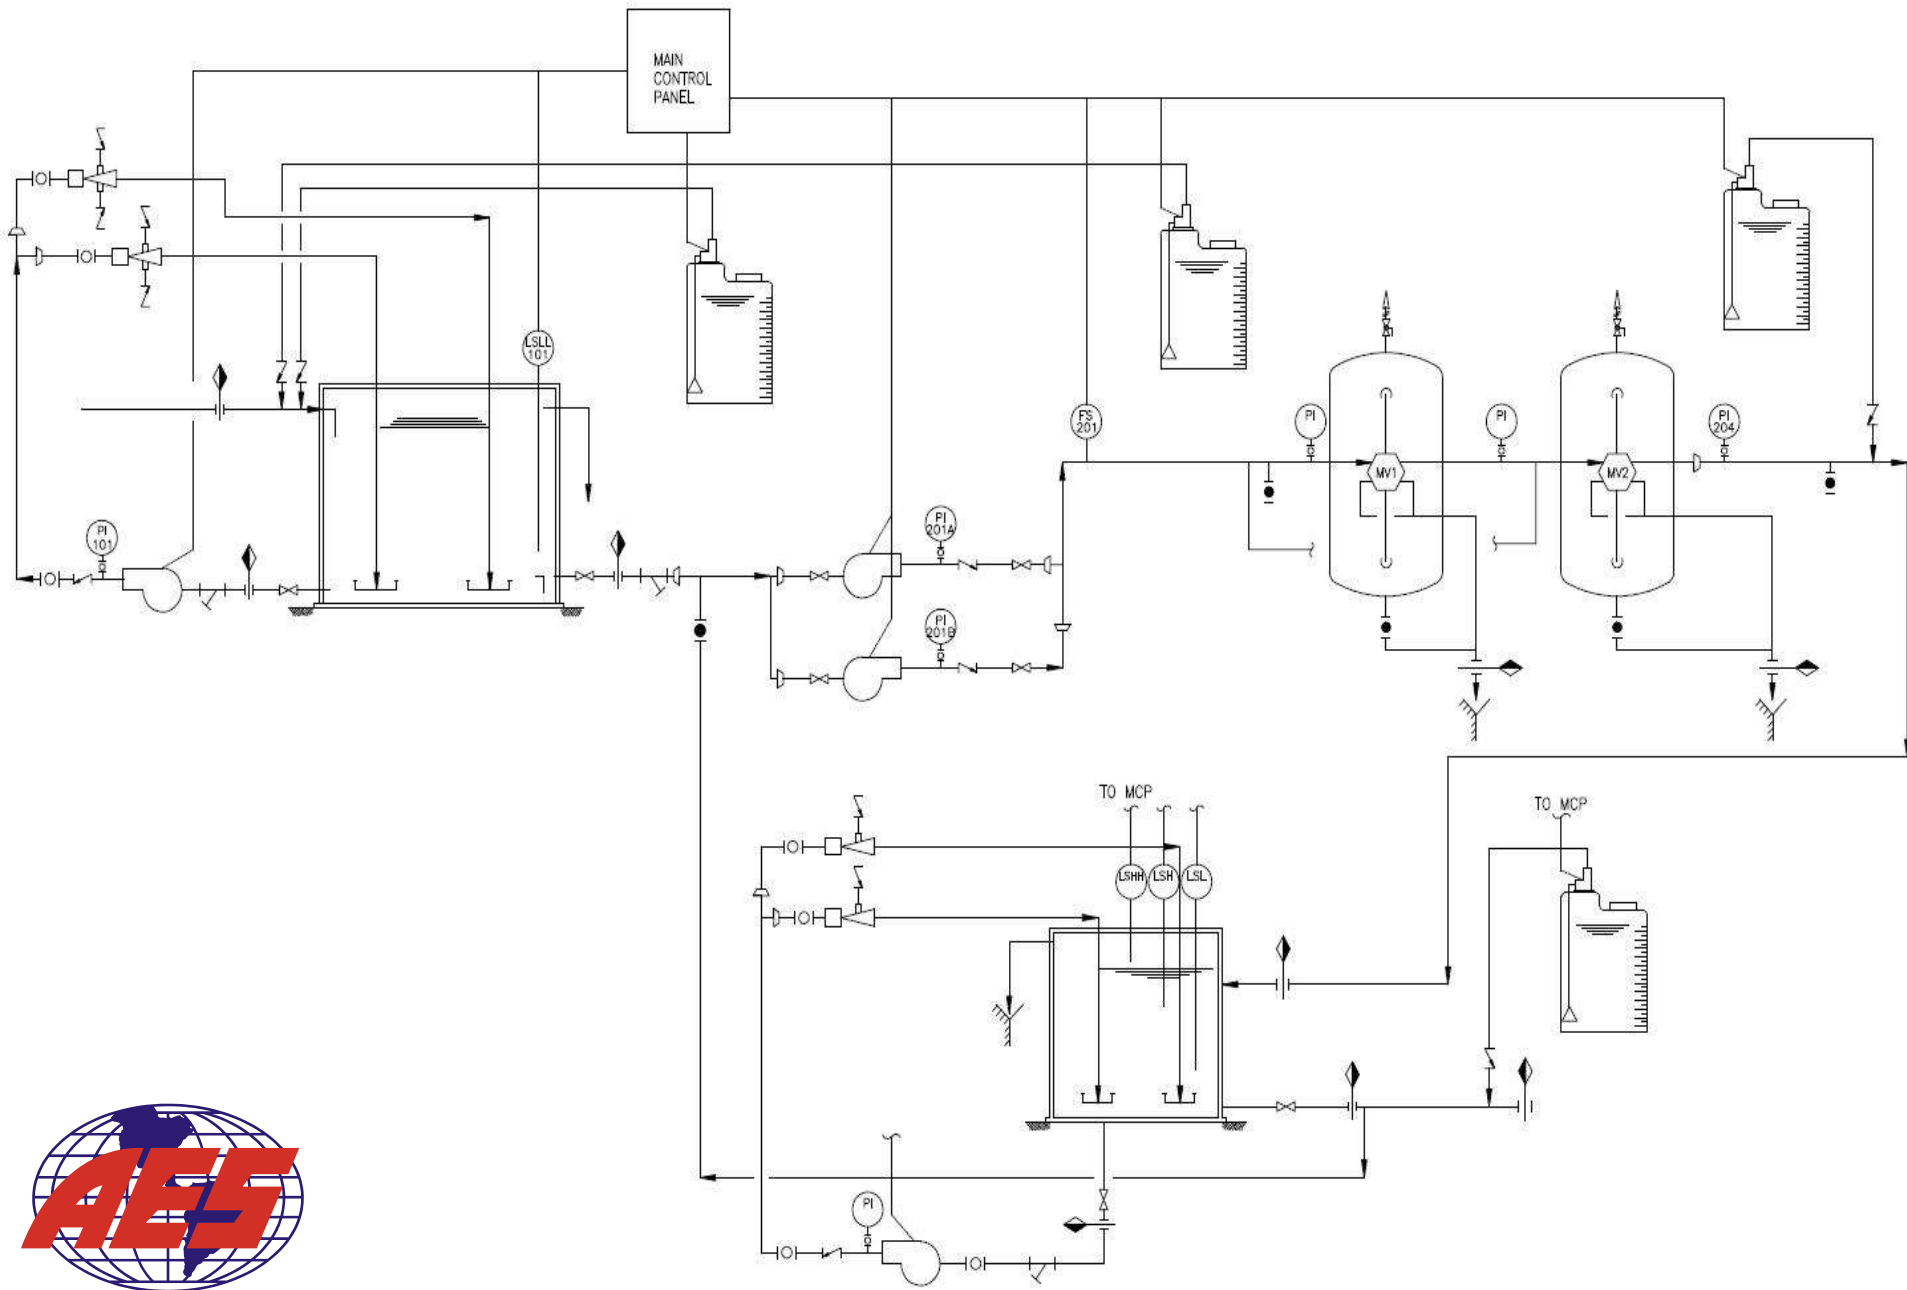 MAIN
CONTROL
PANEL
LSLL
101
PI
101
FS
201
PI
PI
PI
204
MV1
MV2
PI
201A
PI
201B
TO MCP
TO MCP
LSHH
LSH
LSL
PI
AES